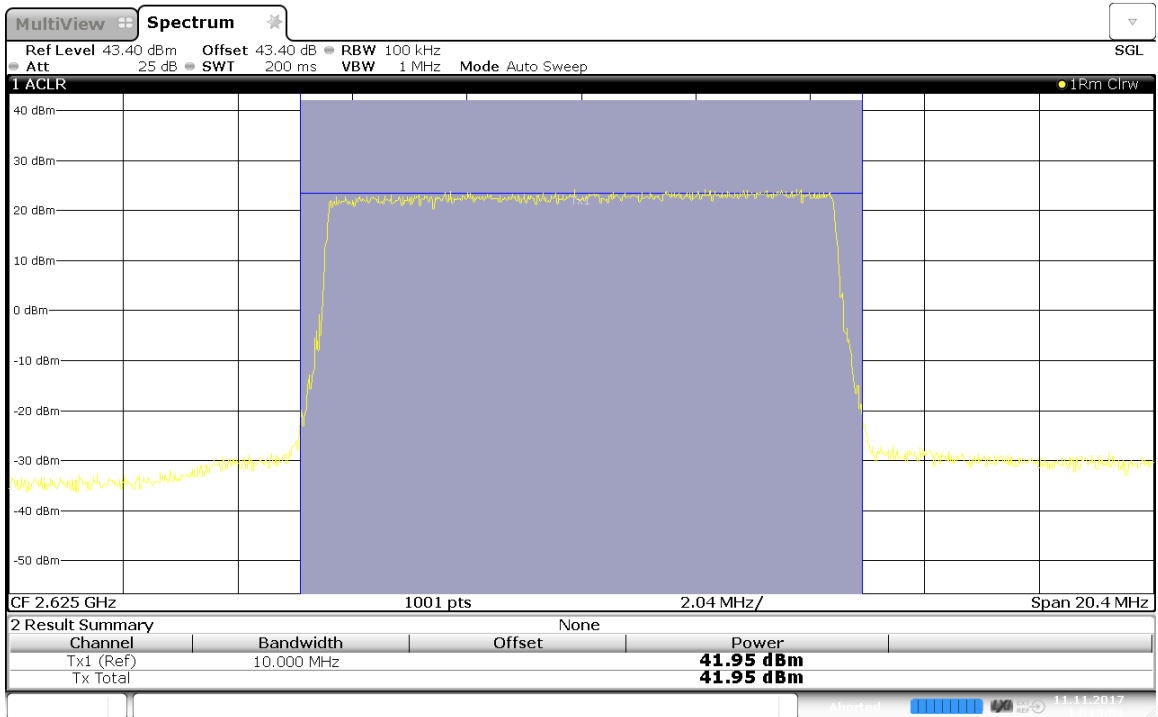 MultiView Spectrum
Ref Level 43.40 dBm Offset 43.40 dB RBW 100 kHz SGL
Att 25 dB SWT 200 ms VBW 1 MHz Mode Auto Sweep
1 ACLR 1Rm Clrw
40 dBm
30 dBm
20 dBm
10 dBm
0 dBm
-10 dBm
-20 dBm
-30 dBm
-40 dBm
-50 dBm
Tx1
CF 2.625 GHz 1001 pts 2.04 MHz/ Span 20.4 MHz
2 Result Summary None
Channel Bandwidth Offset Power
Tx1 (Ref) 10.000 MHz 41.95 dBm
Tx Total 41.95 dBm
Aborted 11.11.2017